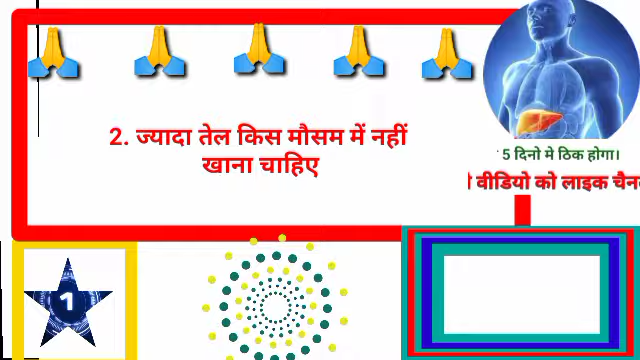 2. ज्यादा तेल किस मौसम में नहीं
खाना चाहिए
5 दिनो मे ठिक होगा।
वीडियो को लाइक
1